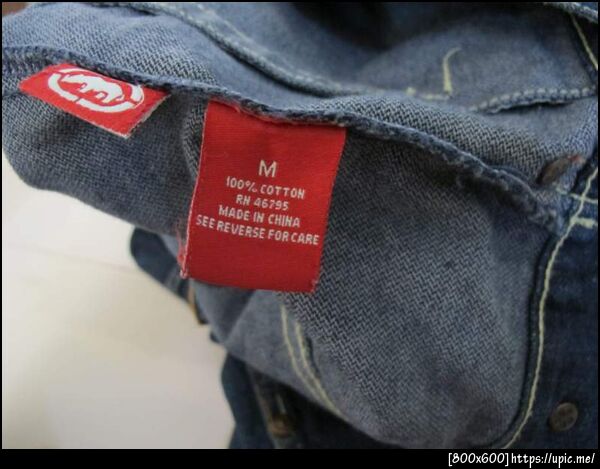 M
100% COTTON
RN 46795
MADE IN CHINA
SEE REVERSE FOR CARE
[800x600]https://upic.me/